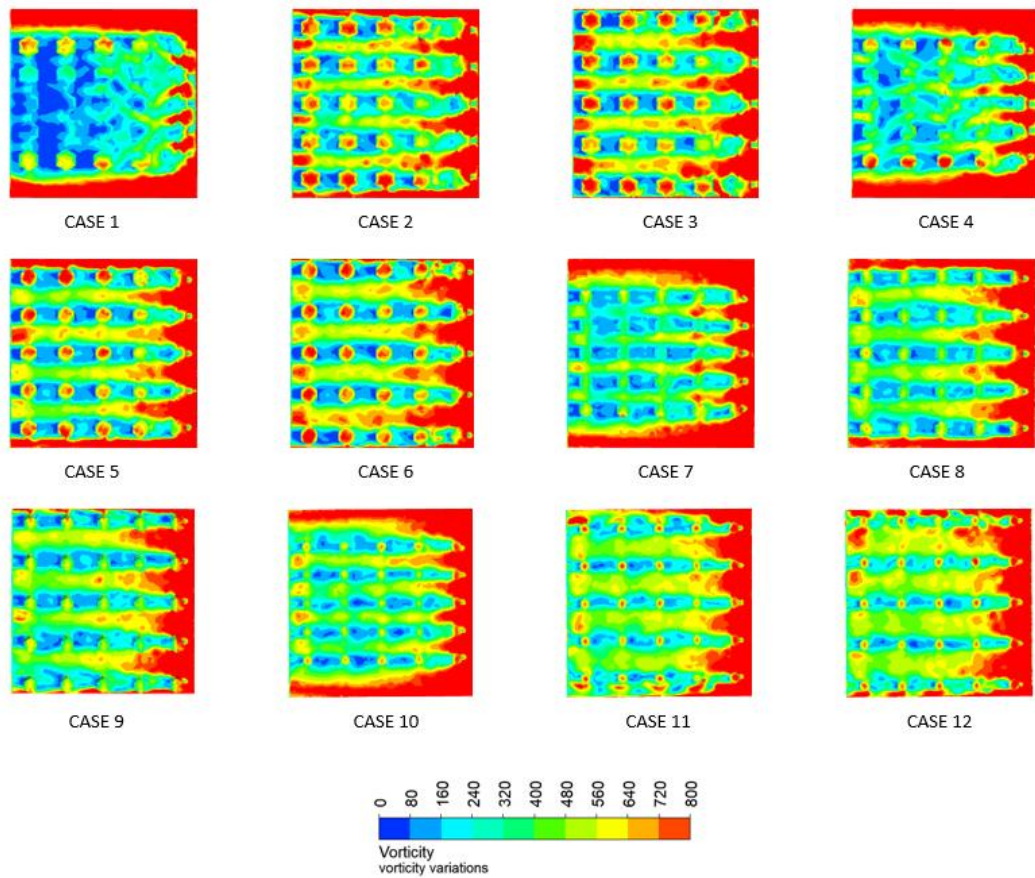 CASE 1 CASE 2 CASE 3 CASE 4
CASE 5 CASE 6 CASE 7 CASE 8
CASE 9 CASE 10 CASE 11 CASE 12
0 80 160 240 320 400 480 560 640 720 800
Vorticity
vorticity variations